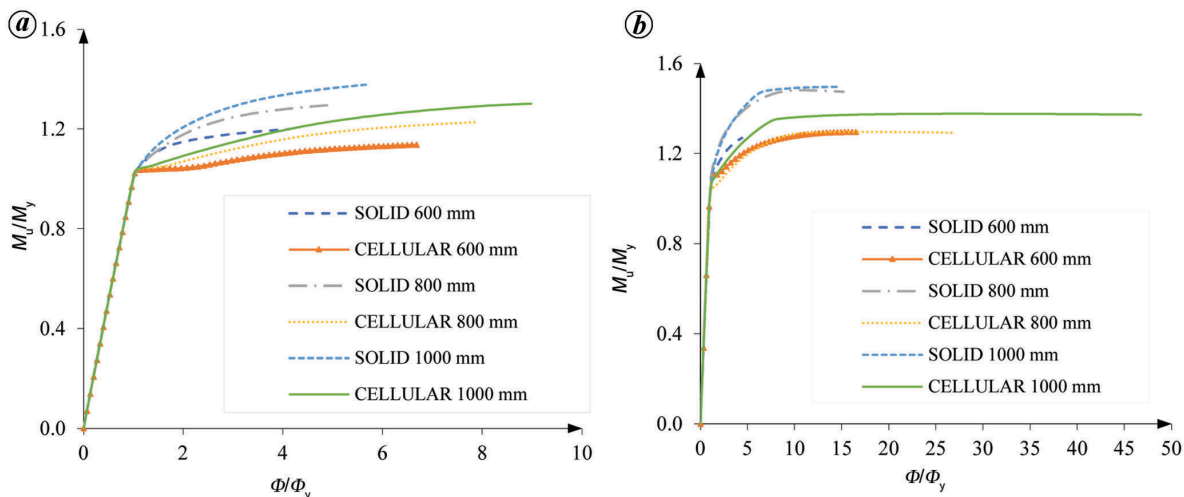 a
1.6
1.2
0.8
0.4
0.0
Mu/My
SOLID 600 mm
CELLULAR 600 mm
SOLID 800 mm
CELLULAR 800 mm
SOLID 1000 mm
CELLULAR 1000 mm
0 2 4 6 8 10
Φ/Φy
b
1.6
1.2
0.8
0.4
0.0
Mu/My
SOLID 600 mm
CELLULAR 600 mm
SOLID 800 mm
CELLULAR 800 mm
SOLID 1000 mm
CELLULAR 1000 mm
0 5 10 15 20 25 30 35 40 45 50
Φ/Φy